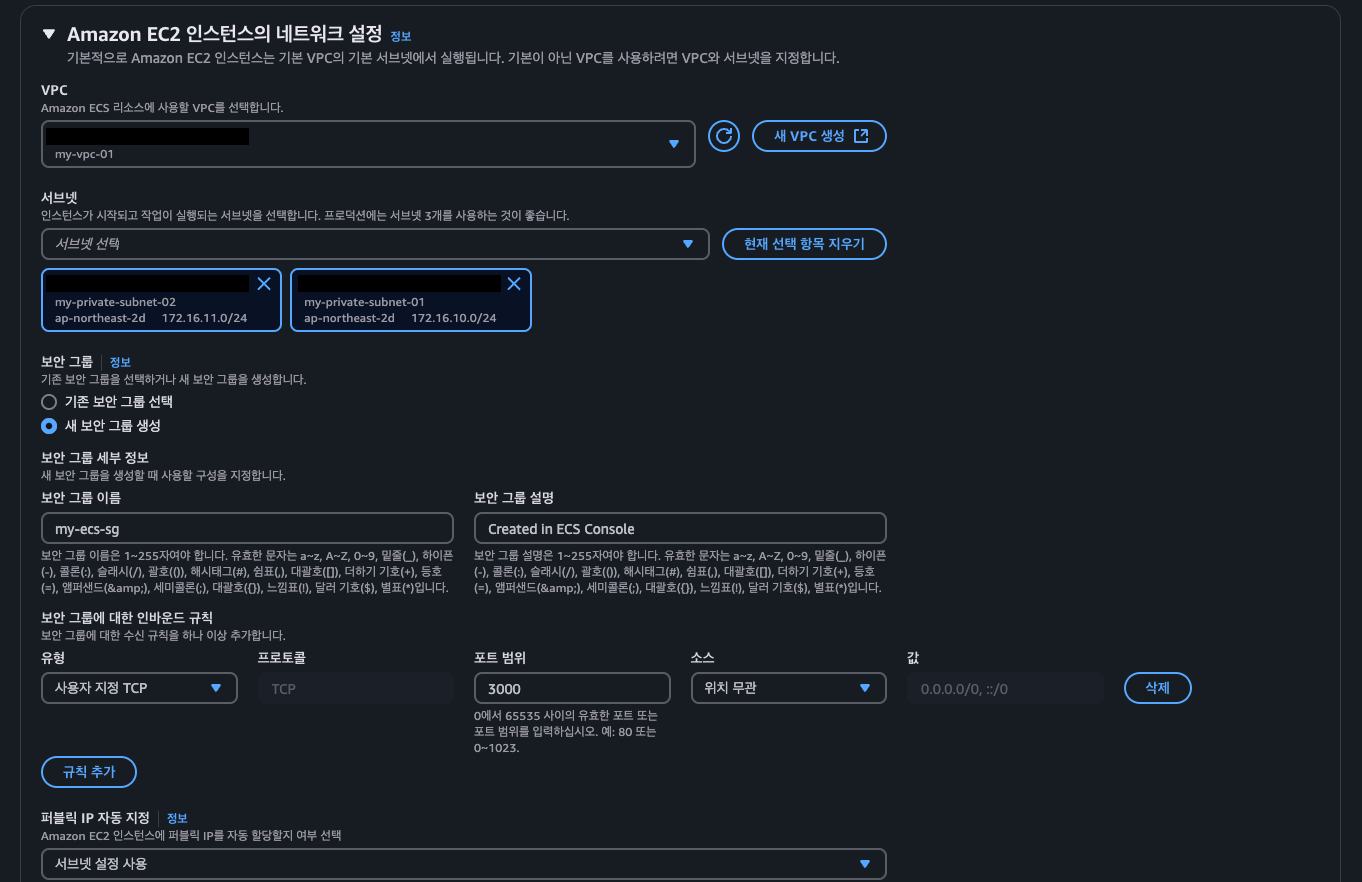 Amazon EC2 인스턴스의 네트워크 설정 정보
기본적으로 Amazon EC2 인스턴스는 기본 VPC의 기본 서브넷에서 실행됩니다. 기본이 아닌 VPC를 사용하려면 VPC와 서브넷을 지정합니다.
VPC
Amazon ECS 리소스에 사용할 VPC를 선택합니다.
my-vpc-01
새 VPC 생성
서브넷
인스턴스가 시작되고 작업이 실행되는 서브넷을 선택합니다. 프로덕션에는 서브넷 3개를 사용하는 것이 좋습니다.
서브넷 선택
현재 선택 항목 지우기
my-private-subnet-02
ap-northeast-2d 172.16.11.0/24
my-private-subnet-01
ap-northeast-2d 172.16.10.0/24
보안 그룹 정보
기존 보안 그룹을 선택하거나 새 보안 그룹을 생성합니다.
기존 보안 그룹 선택
새 보안 그룹 생성
보안 그룹 세부 정보
새 보안 그룹을 생성할 때 사용할 구성을 지정합니다.
보안 그룹 이름
my-ecs-sg
보안 그룹 이름은 1~255자여야 합니다. 유효한 문자는 a~z, A~Z, 0~9, 밑줄(_), 하이픈
(-), 콜론(:), 슬래시(/), 괄호(()), 해시태그(#), 쉼표(,), 대괄호([]), 더하기 기호(+), 등호
(=), 앰퍼샌드(&amp;), 세미콜론(;), 대괄호({}), 느낌표(!), 달러 기호($), 별표(*)입니다.
보안 그룹 설명
Created in ECS Console
보안 그룹 설명은 1~255자여야 합니다. 유효한 문자는 a~z, A~Z, 0~9, 밑줄(_), 하이픈
(-), 콜론(:), 슬래시(/), 괄호(()), 해시태그(#), 쉼표(,), 대괄호([]), 더하기 기호(+), 등호
(=), 앰퍼샌드(&amp;), 세미콜론(;), 대괄호({}), 느낌표(!), 달러 기호($), 별표(*)입니다.
보안 그룹에 대한 인바운드 규칙
보안 그룹에 대한 수신 규칙을 하나 이상 추가합니다.
유형
사용자 지정 TCP
프로토콜
TCP
포트 범위
3000
0에서 65535 사이의 유효한 포트 또는
포트 범위를 입력하십시오. 예: 80 또는
0~1023.
소스
위치 무관
값
0.0.0.0/0, ::/0
삭제
규칙 추가
퍼블릭 IP 자동 지정 정보
Amazon EC2 인스턴스에 퍼블릭 IP를 자동 할당할지 여부 선택
서브넷 설정 사용